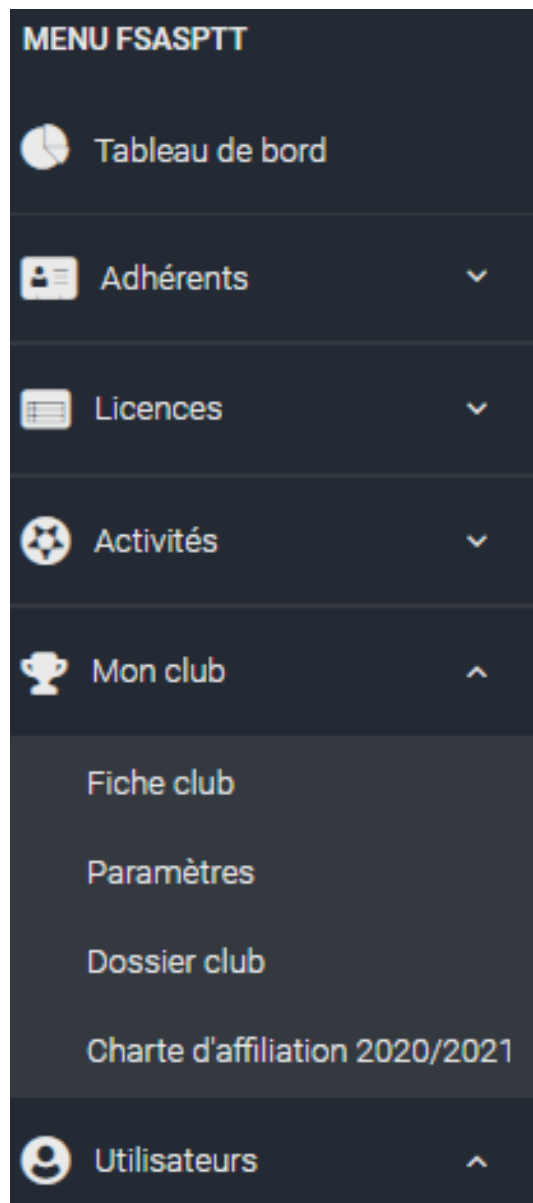 MENU FSASPTT
Tableau de bord
Adhérents
Licences
Activités
Mon club
Fiche club
Paramètres
Dossier club
Charte d'affiliation 2020/2021
Utilisateurs